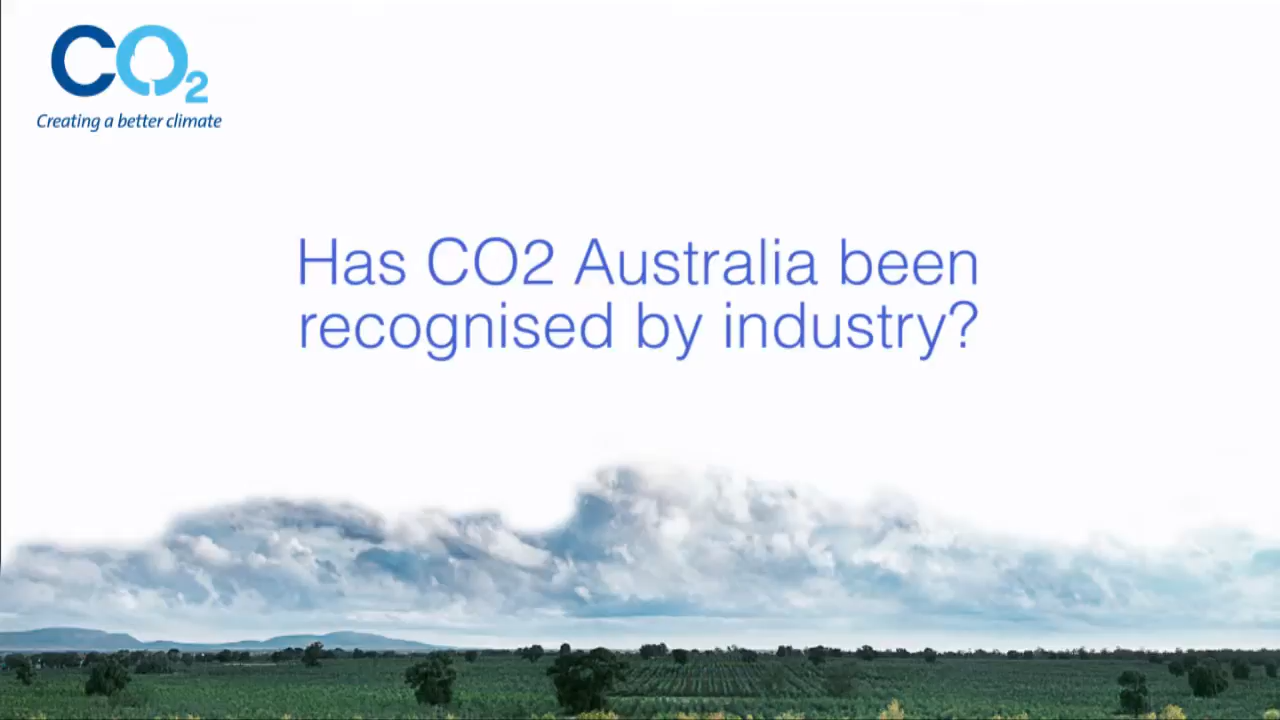 CO2
Creating a better climate
Has CO2 Australia been
recognised by industry?